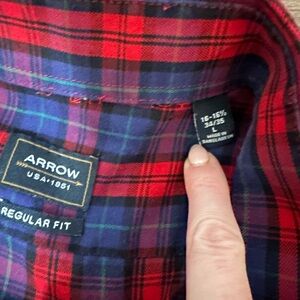 ARROW
USA•1851
REGULAR FIT
16-16½
34/35
L
MADE IN
BANGLADESH